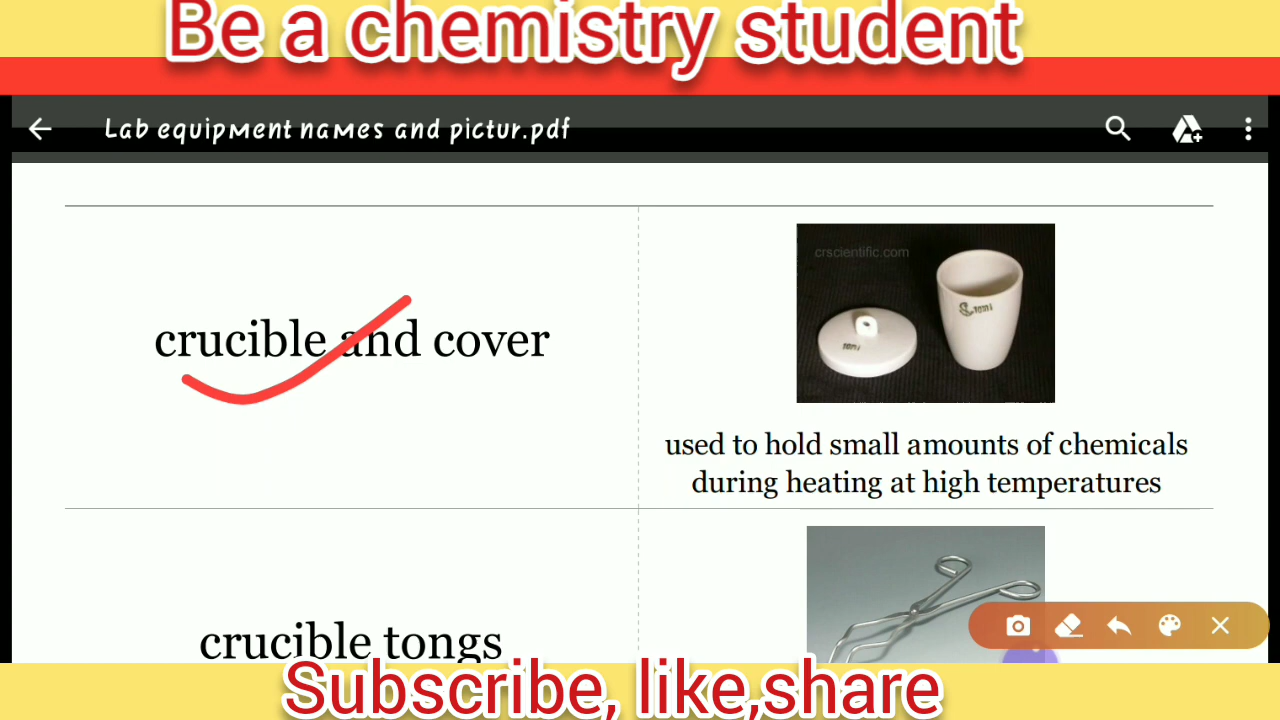 Be a chemistry student
Lab equipment names and pictur.pdf
crscientific.com
crucible and cover
used to hold small amounts of chemicals
during heating at high temperatures
crucible tongs
Subscribe, like,share